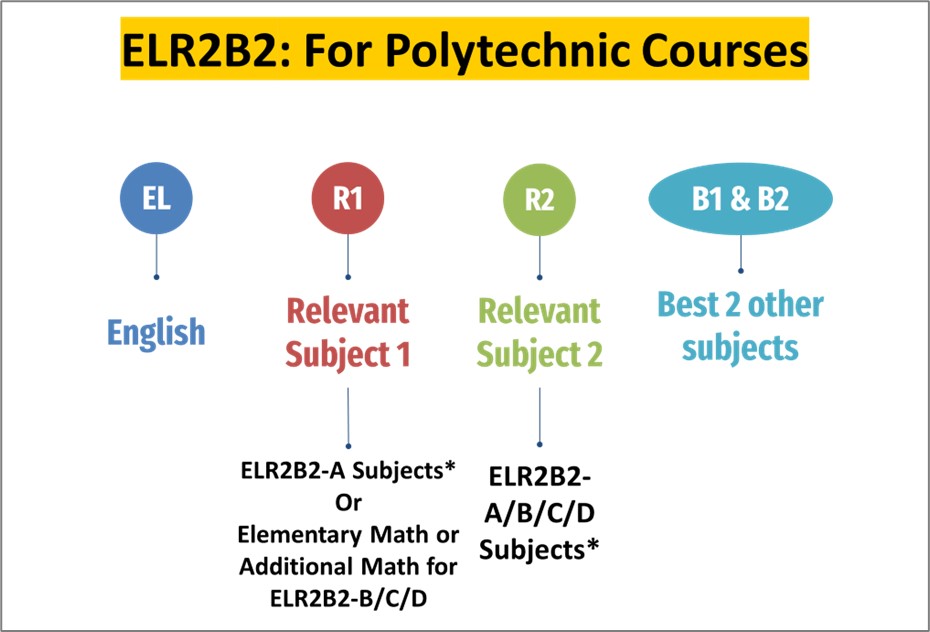 ELR2B2: For Polytechnic Courses
EL
R1
R2
B1 & B2
English
Relevant
Subject 1
Relevant
Subject 2
Best 2 other
subjects
ELR2B2-A Subjects*
Or
Elementary Math or
Additional Math for
ELR2B2-B/C/D
ELR2B2-
A/B/C/D
Subjects*